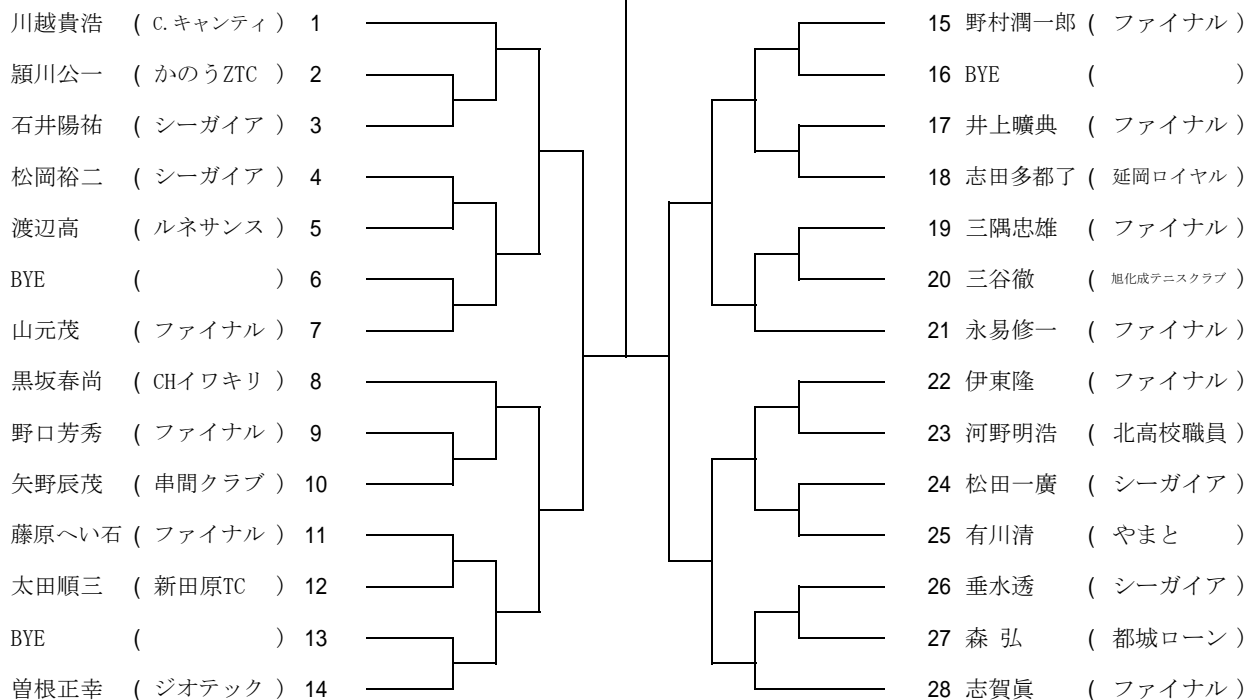 川越貴浩 ( C.キャンティ ) 1
頴川公一 ( かのうZTC ) 2
石井陽祐 ( シーガイア ) 3
松岡裕二 ( シーガイア ) 4
渡辺高 ( ルネサンス ) 5
BYE ( ) 6
山元茂 ( ファイナル ) 7
黒坂春尚 ( CHイワキリ ) 8
野口芳秀 ( ファイナル ) 9
矢野辰茂 ( 串間クラブ ) 10
藤原へい石 ( ファイナル ) 11
太田順三 ( 新田原TC ) 12
BYE ( ) 13
曽根正幸 ( ジオテック ) 14
15 野村潤一郎 ( ファイナル )
16 BYE ( )
17 井上曠典 ( ファイナル )
18 志田多都了 ( 延岡ロイヤル )
19 三隅忠雄 ( ファイナル )
20 三谷徹 ( 旭化成テニスクラブ )
21 永易修一 ( ファイナル )
22 伊東隆 ( ファイナル )
23 河野明浩 ( 北高校職員 )
24 松田一廣 ( シーガイア )
25 有川清 ( やまと )
26 垂水透 ( シーガイア )
27 森 弘 ( 都城ローン )
28 志賀眞 ( ファイナル )